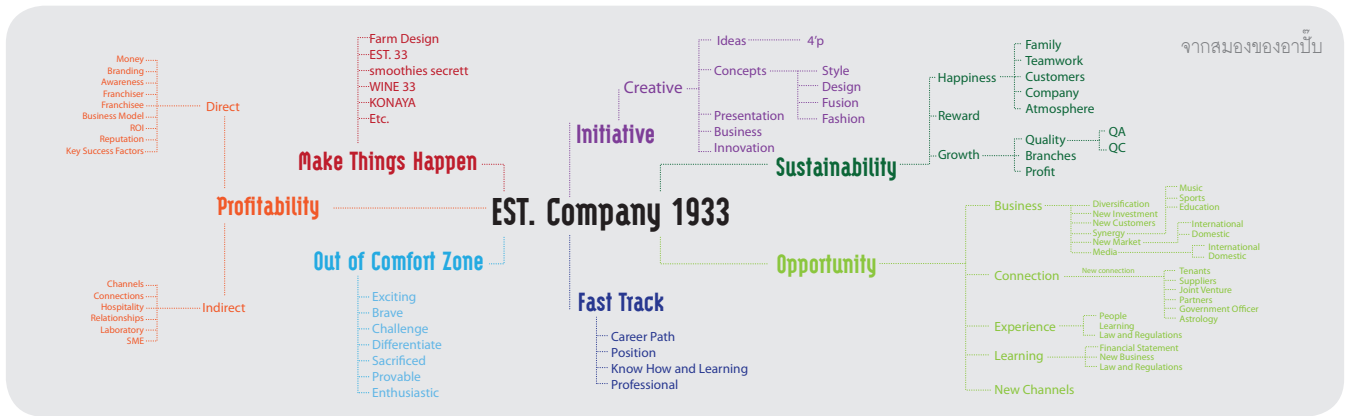 จากสมองของอาปั๊บ
EST. Company 1933
Make Things Happen
Farm Design
EST. 33
smoothies secrett
WINE 33
KONAYA
Etc.
Profitability
Direct
Money
Branding
Awareness
Franchiser
Franchisee
Business Model
ROI
Reputation
Key Success Factors
Indirect
Channels
Connections
Hospitality
Relationships
Laboratory
SME
Out of Comfort Zone
Exciting
Brave
Challenge
Differentiate
Sacrificed
Provable
Enthusiastic
Initiative
Creative
Ideas
4'p
Concepts
Style
Design
Fusion
Fashion
Presentation
Business
Innovation
Fast Track
Career Path
Position
Know How and Learning
Professional
Sustainability
Happiness
Family
Teamwork
Customers
Company
Atmosphere
Reward
Growth
Quality
QA
QC
Branches
Profit
Opportunity
Business
Diversification
New Investment
New Customers
Synergy
Music
Sports
Education
New Market
International
Domestic
Media
International
Domestic
Connection
New connection
Tenants
Suppliers
Joint Venture
Partners
Government Officer
Astrology
Experience
People
Learning
Law and Regulations
Learning
Financial Statement
New Business
Law and Regulations
New Channels